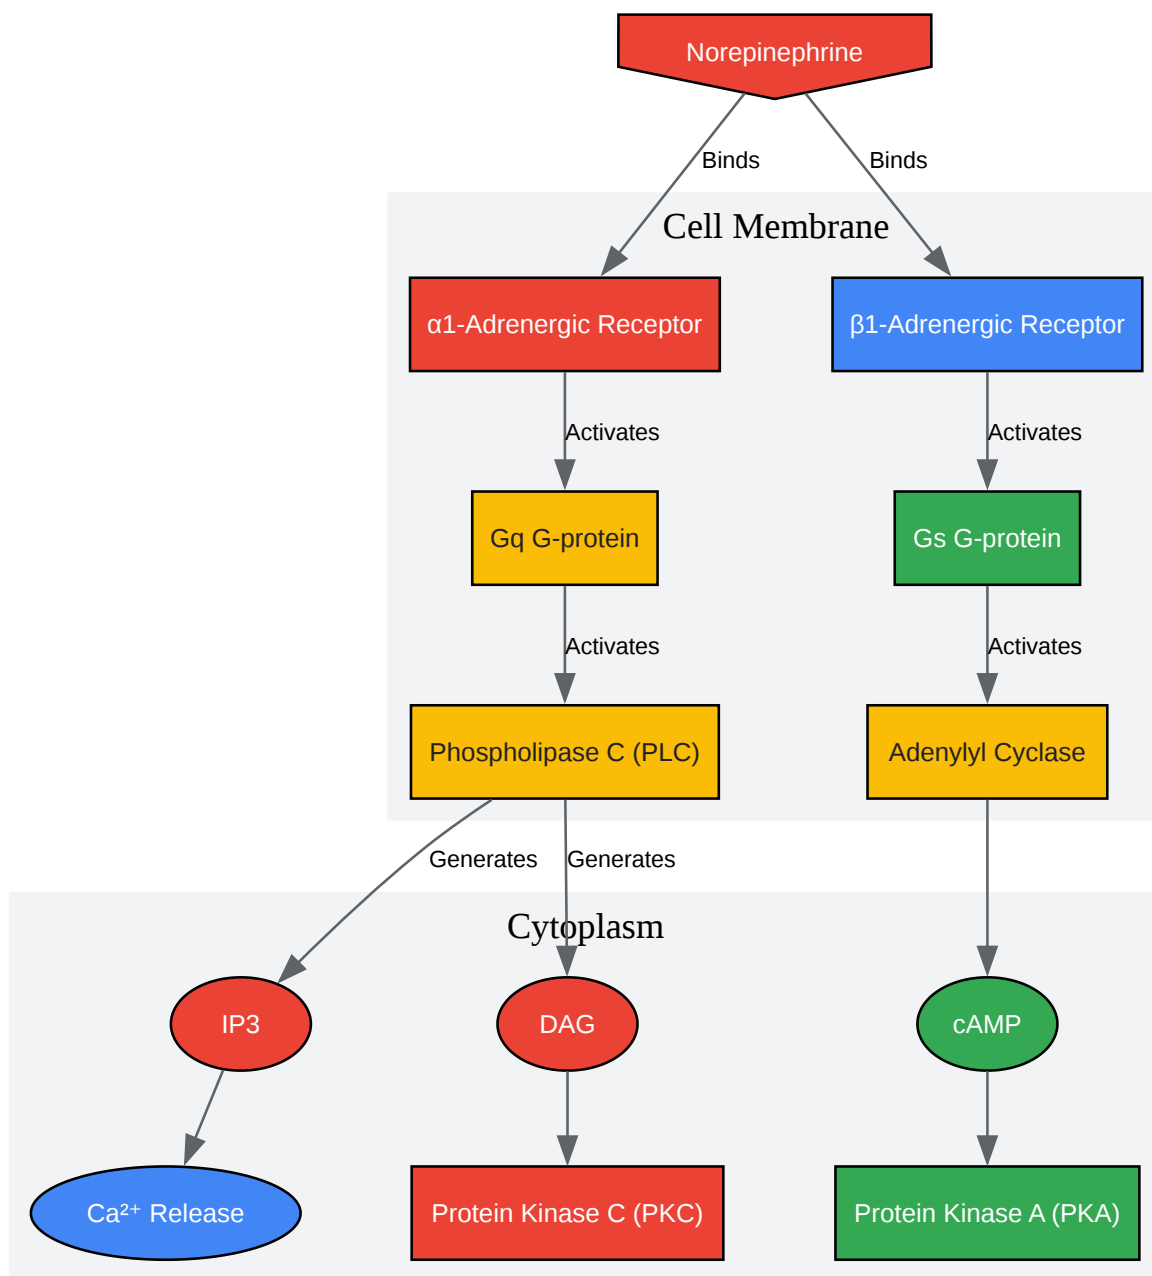 Norepinephrine
Binds
Binds
Cell Membrane
α1-Adrenergic Receptor
β1-Adrenergic Receptor
Activates
Activates
Gq G-protein
Gs G-protein
Activates
Activates
Phospholipase C (PLC)
Adenylyl Cyclase
Generates
Generates
Cytoplasm
IP3
DAG
cAMP
Ca²⁺ Release
Protein Kinase C (PKC)
Protein Kinase A (PKA)